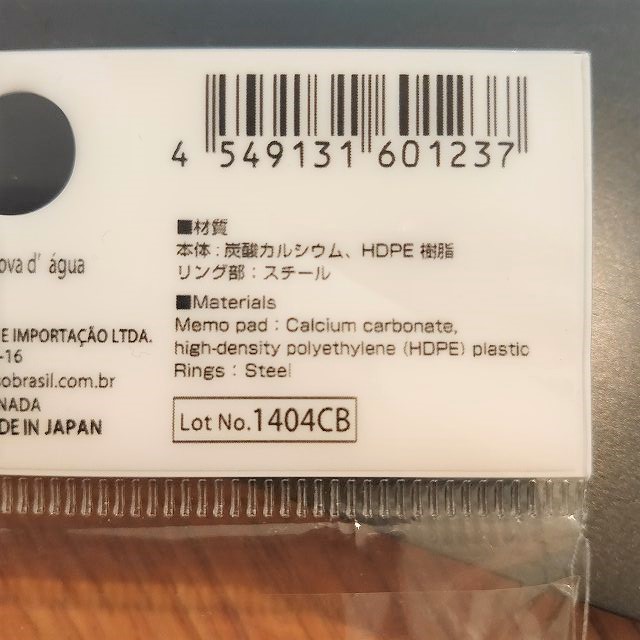 4 549131 601237
ova d' água
E IMPORTAÇÃO LTDA.
-16
sobrasil.com.br
NADA
DE IN JAPAN
■材質
本体：炭酸カルシウム、HDPE 樹脂
リング部：スチール
■Materials
Memo pad : Calcium carbonate,
high-density polyethylene (HDPE) plastic
Rings : Steel
Lot No.1404CB